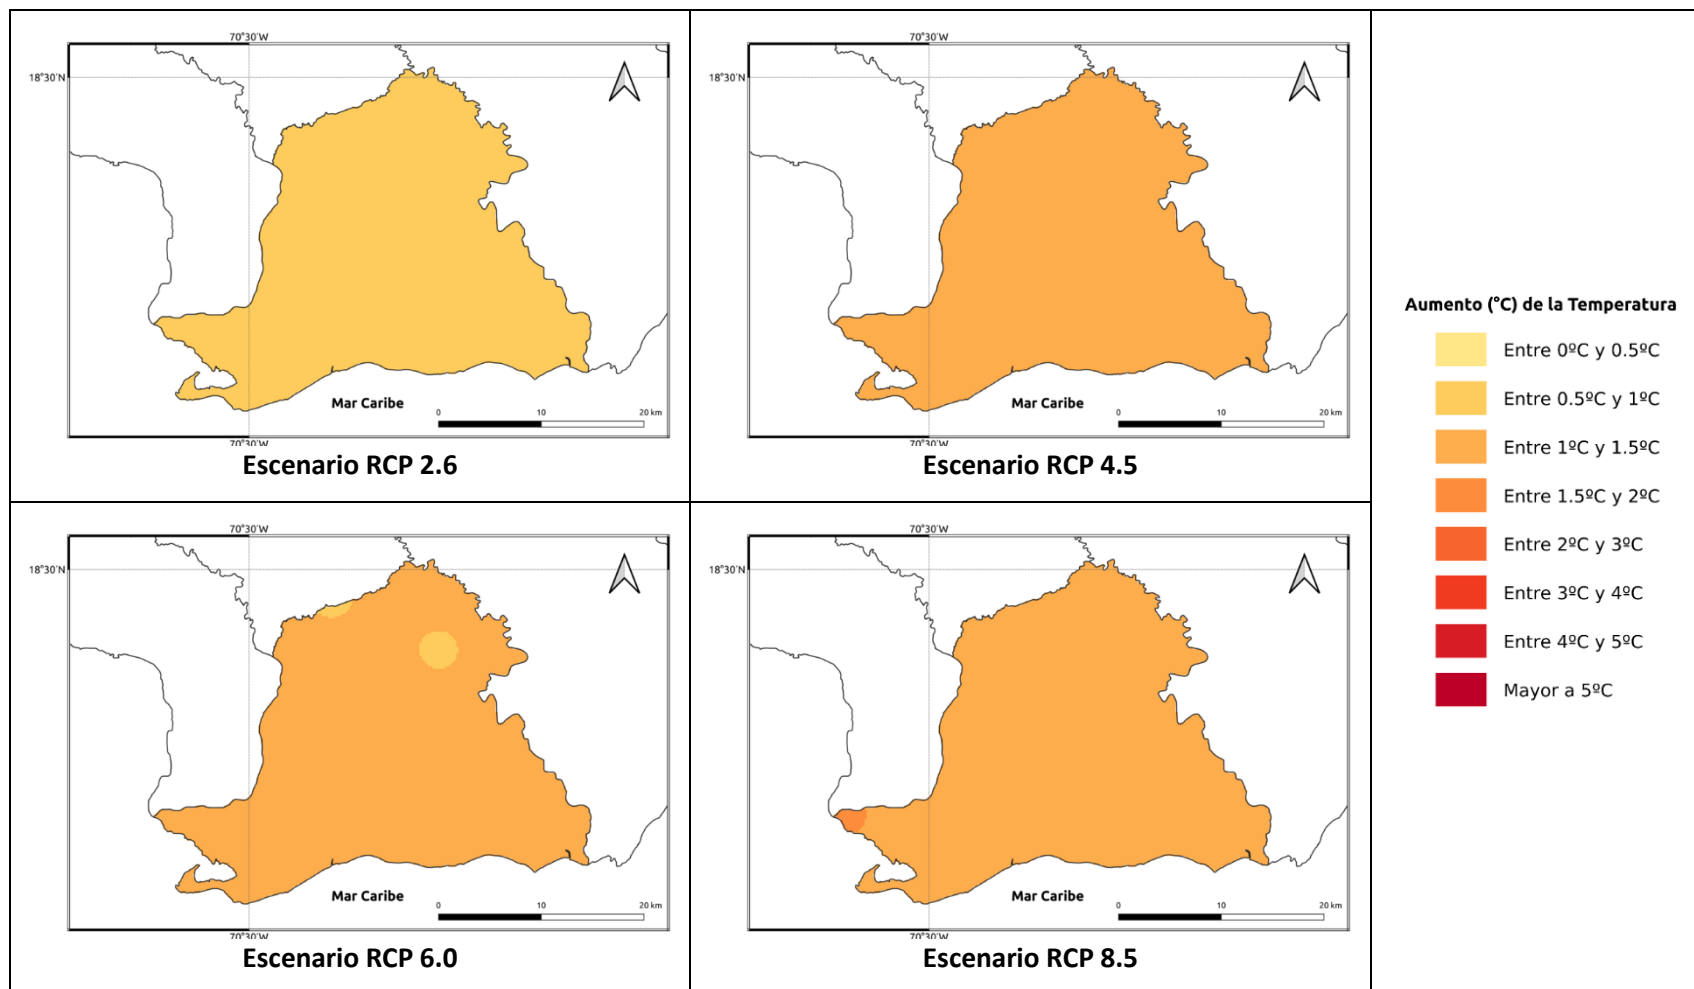 70°30'W
18°30'N
Mar Caribe
0 10 20 km
70°30'W
Escenario RCP 2.6
70°30'W
18°30'N
Mar Caribe
0 10 20 km
70°30'W
Escenario RCP 4.5
70°30'W
18°30'N
Mar Caribe
0 10 20 km
70°30'W
Escenario RCP 6.0
70°30'W
18°30'N
Mar Caribe
0 10 20 km
70°30'W
Escenario RCP 8.5
Aumento (°C) de la Temperatura
Entre 0ºC y 0.5ºC
Entre 0.5ºC y 1ºC
Entre 1ºC y 1.5ºC
Entre 1.5ºC y 2ºC
Entre 2ºC y 3ºC
Entre 3ºC y 4ºC
Entre 4ºC y 5ºC
Mayor a 5ºC